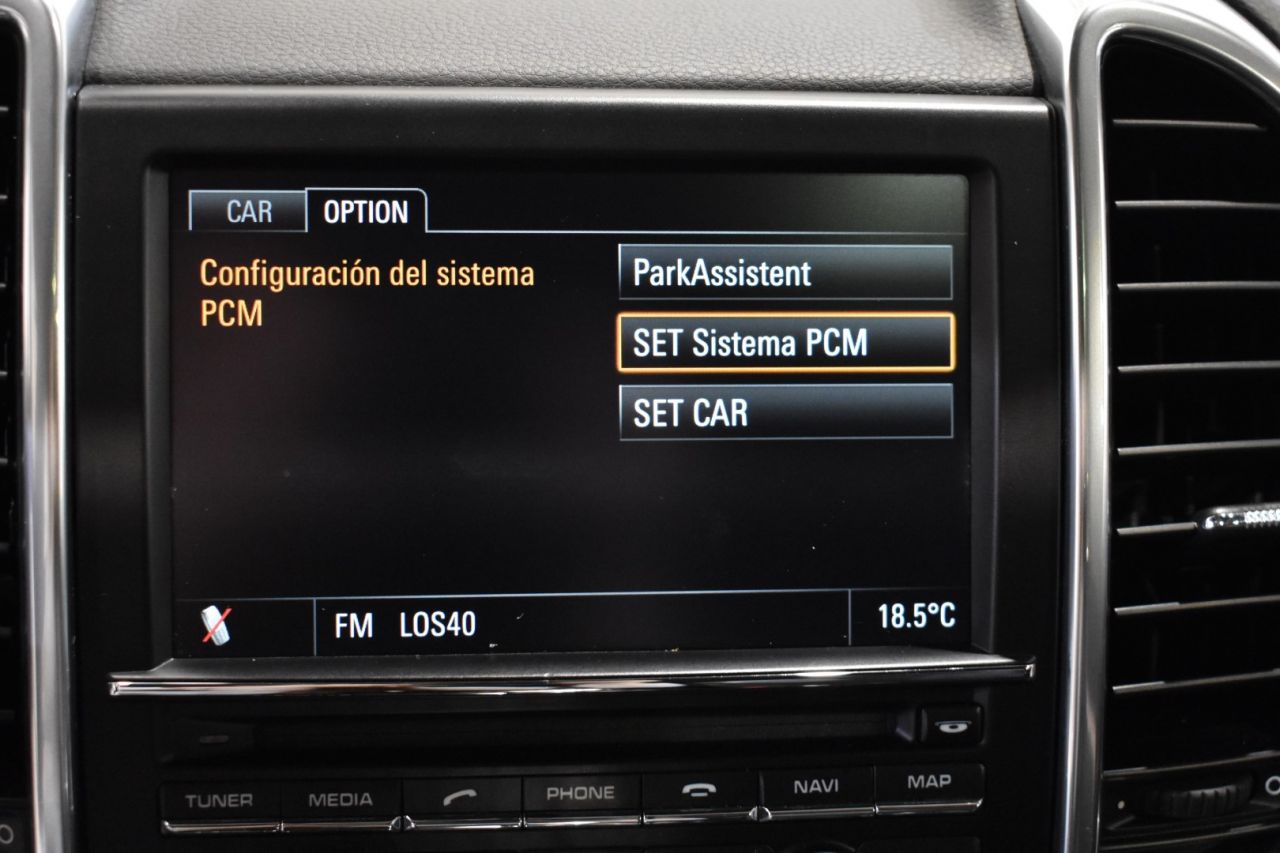 CAR OPTION
Configuración del sistema
PCM
ParkAssistent
SET Sistema PCM
SET CAR
FM LOS40
18.5°C
TUNER MEDIA PHONE NAVI MAP